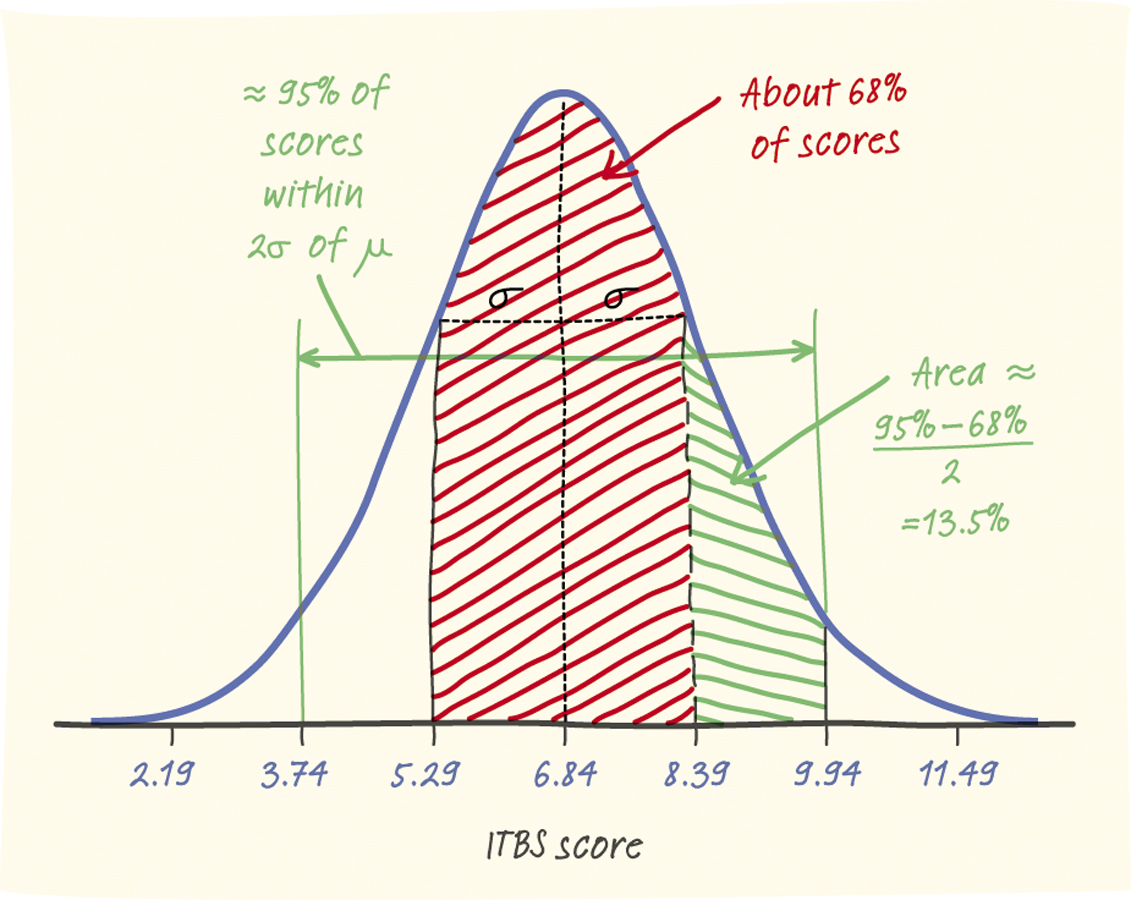 ≈ 95% of
scores
within
2σ of μ
About 68%
of scores
σ σ
Area ≈
95% – 68%
2
=13.5%
2.19 3.74 5.29 6.84 8.39 9.94 11.49
ITBS score